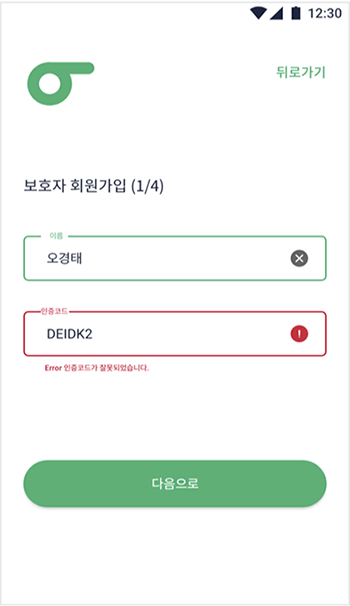 12:30
뒤로가기
보호자 회원가입 (1/4)
이름
오경태
인증코드
DEIDK2
Error 인증코드가 잘못되었습니다.
다음으로